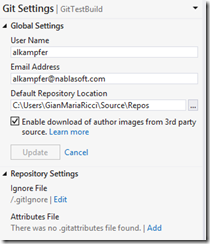 Git Settings | GitTestBuild
Global Settings
User Name
alkampfer
Email Address
alkampfer@nablasoft.com
Default Repository Location
C:\Users\GianMariaRicci\Source\Repos ...
Enable download of author images from 3rd party
source. Learn more
Update Cancel
Repository Settings
Ignore File
/.gitIgnore | Edit
Attributes File
There was no .gitattributes file found. | Add